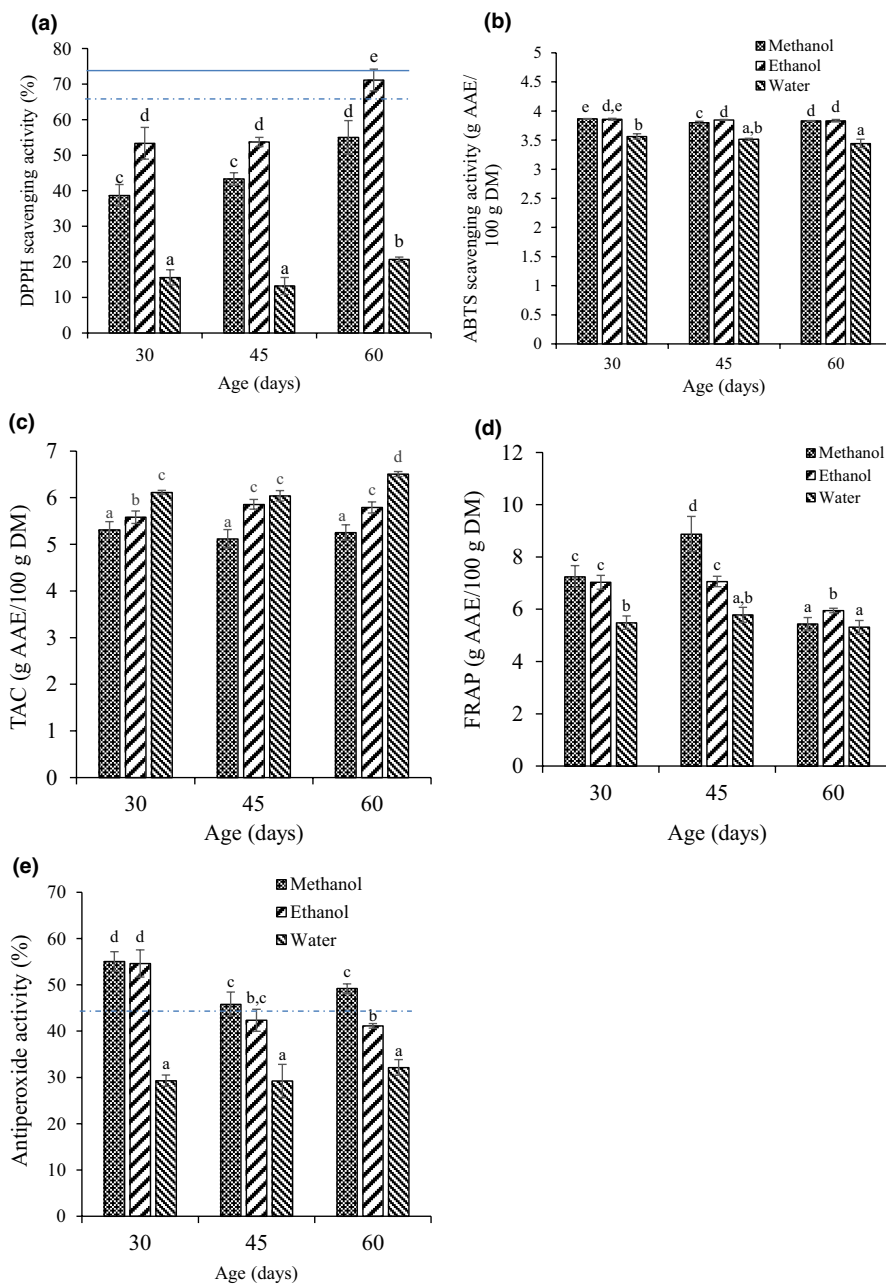 (a)
DPPH scavenging activity (%)
80
70
60
50
40
30
20
10
0
c
d
a
c
d
a
d
e
b
30
45
60
Age (days)
(b)
Methanol
Ethanol
Water
ABTS scavenging activity (g AAE/
100 g DM)
5
4.5
4
3.5
3
2.5
2
1.5
1
0.5
0
e
d,e
b
c
d
a,b
d
d
a
30
45
60
Age (days)
(c)
TAC (g AAE/100 g DM)
7
6
5
4
3
2
1
0
a
b
c
a
c
c
a
c
d
30
45
60
Age (days)
(d)
Methanol
Ethanol
Water
FRAP (g AAE/100 g DM)
12
10
8
6
4
2
0
c
c
b
d
c
a,b
a
b
a
30
45
60
Age (days)
(e)
Methanol
Ethanol
Water
Antiperoxide activity (%)
70
60
50
40
30
20
10
0
d
d
a
c
b,c
a
c
b
a
30
45
60
Age (days)